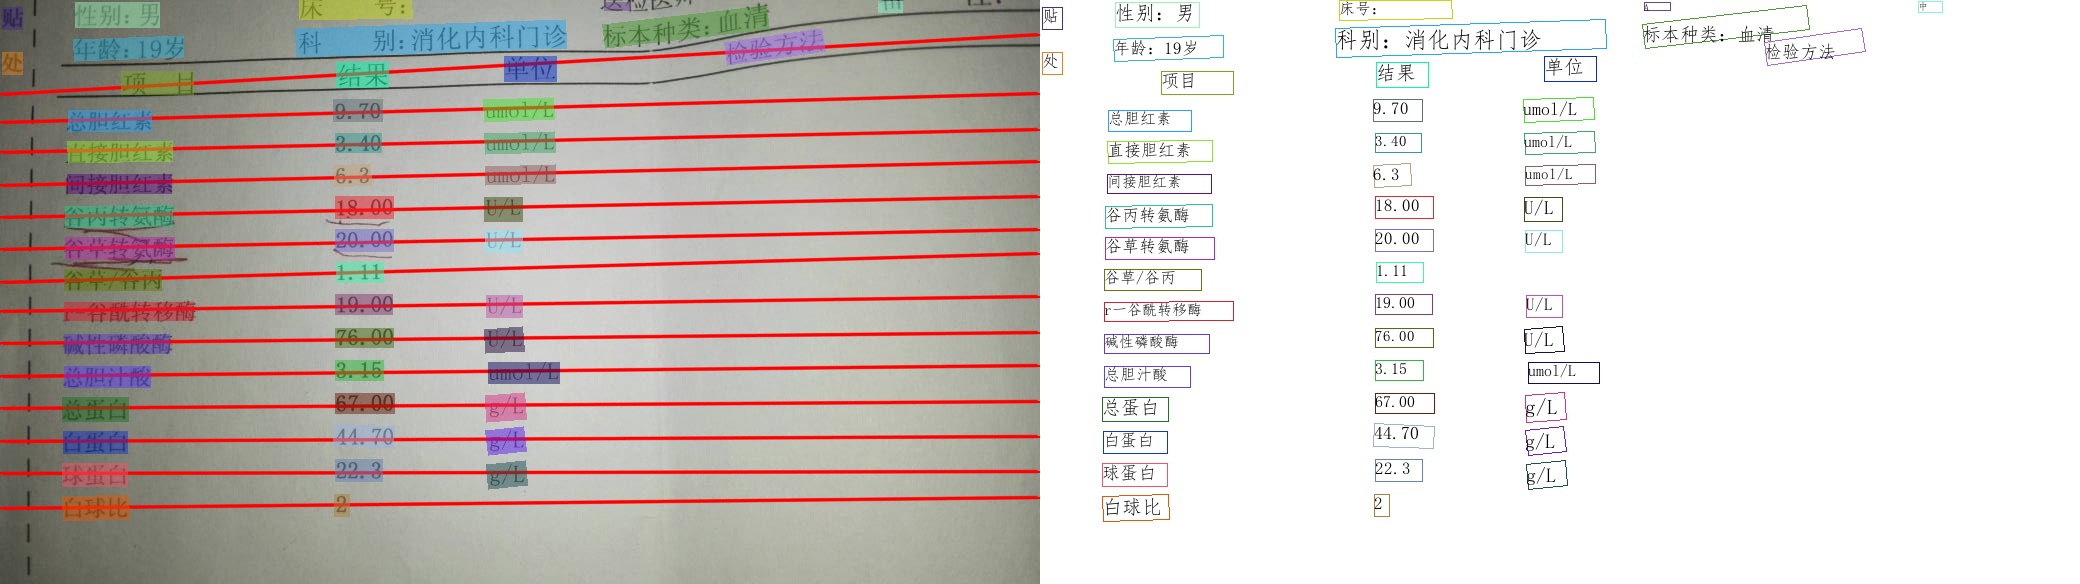 贴 性别: 男 床 号: 送检医师
处 年龄: 19岁 科 别: 消化内科门诊 标本种类: 血清
项 目 结果 单位 检验方法
总胆红素 9.70 umol/L
直接胆红素 3.40 umol/L
间接胆红素 6.3 umol/L
谷丙转氨酶 18.00 U/L
谷草转氨酶 20.00 U/L
谷草/谷丙 1.11
r一谷酰转移酶 19.00 U/L
碱性磷酸酶 76.00 U/L
总胆汁酸 3.15 umol/L
总蛋白 67.00 g/L
白蛋白 44.70 g/L
球蛋白 22.3 g/L
白球比 2
贴 性别: 男 床号: 中
处 年龄: 19岁 科别: 消化内科门诊 标本种类: 血清
项目 结果 单位 检验方法
总胆红素 9.70 umol/L
直接胆红素 3.40 umol/L
间接胆红素 6.3 umol/L
谷丙转氨酶 18.00 U/L
谷草转氨酶 20.00 U/L
谷草/谷丙 1.11
r一谷酰转移酶 19.00 U/L
碱性磷酸酶 76.00 U/L
总胆汁酸 3.15 umol/L
总蛋白 67.00 g/L
白蛋白 44.70 g/L
球蛋白 22.3 g/L
白球比 2